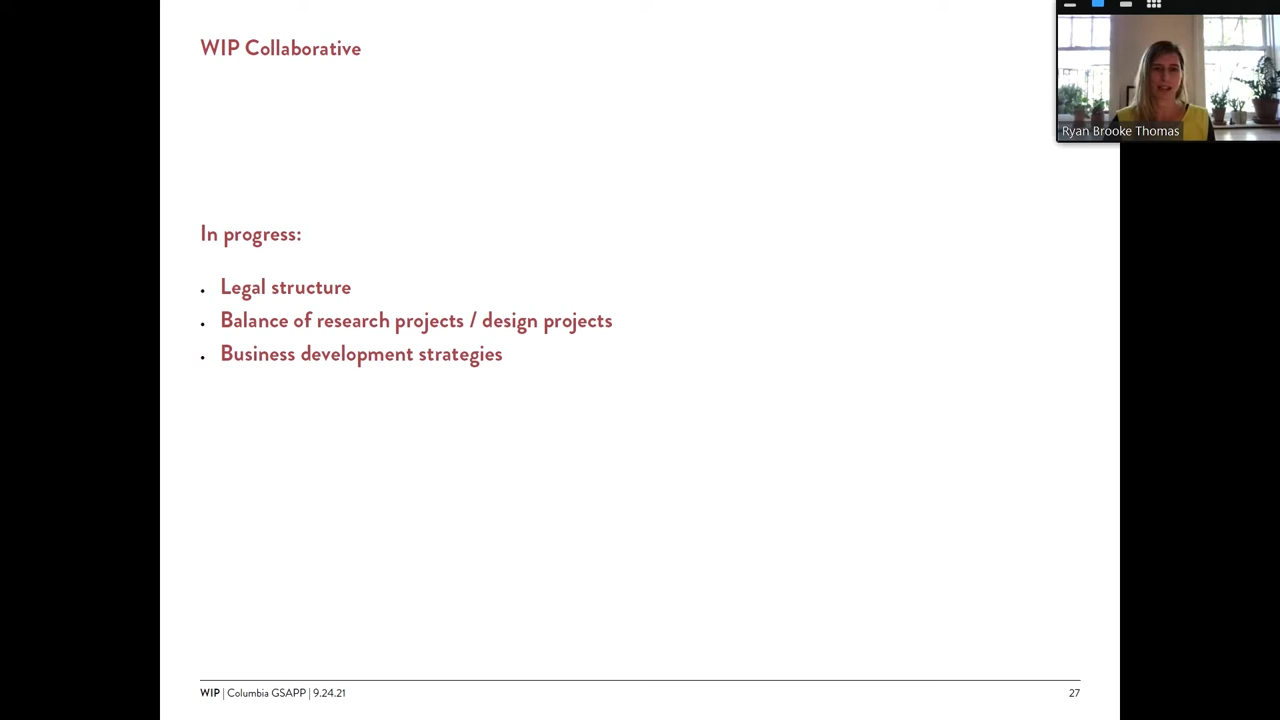 WIP Collaborative
Ryan Brooke Thomas
In progress:
• Legal structure
• Balance of research projects / design projects
• Business development strategies
WIP | Columbia GSAPP | 9.24.21
27